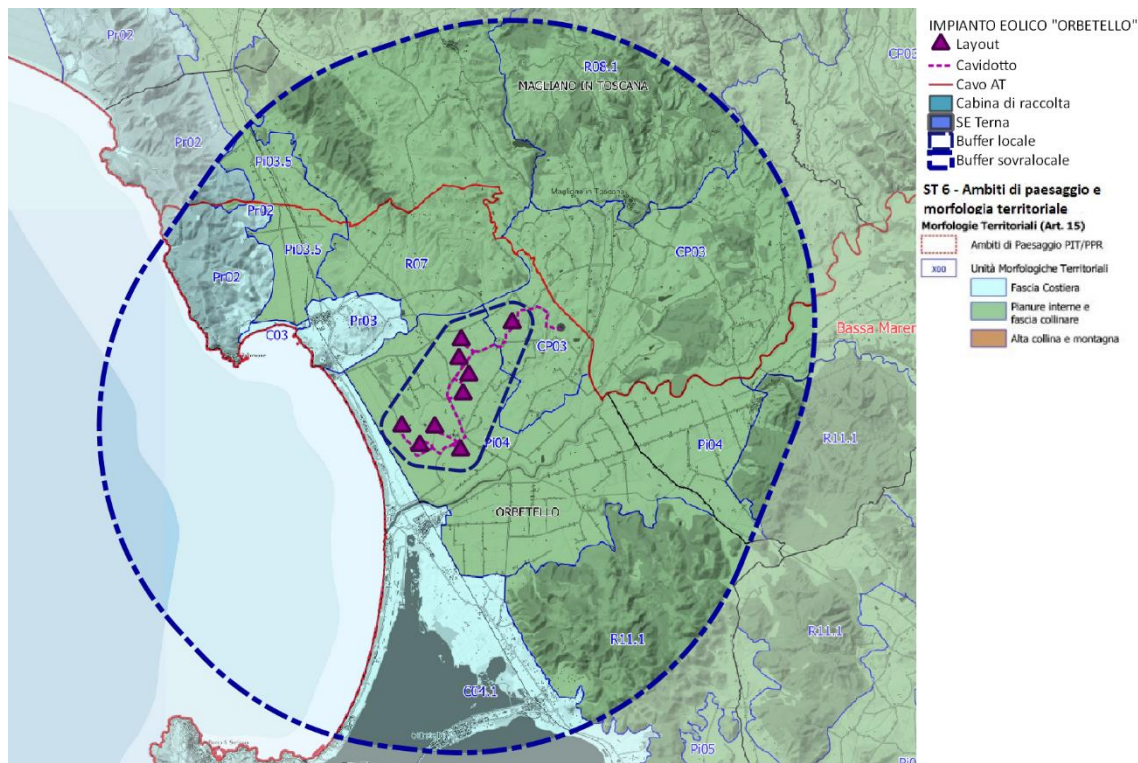 Pr02
CP03
R08.1
MAGLIANO IN TOSCANA
Pr02
Pi03.5
Magliano in Toscana
Pr02
Pi03.5
CP03
R07
Pr02
Pr03
Bassa Marem
C03
CP03
Pi04
Pi04
R11.1
ORBETELLO
R11.1
R11.1
C04.1
Pi05
IMPIANTO EOLICO "ORBETELLO"
Layout
Cavidotto
Cavo AT
Cabina di raccolta
SE Terna
Buffer locale
Buffer sovralocale
ST 6 - Ambiti di paesaggio e
morfologia territoriale
Morfologie Territoriali (Art. 15)
Ambiti di Paesaggio PIT/PPR
X00
Unità Morfologiche Territoriali
Fascia Costiera
Pianure interne e
fascia collinare
Alta collina e montagna